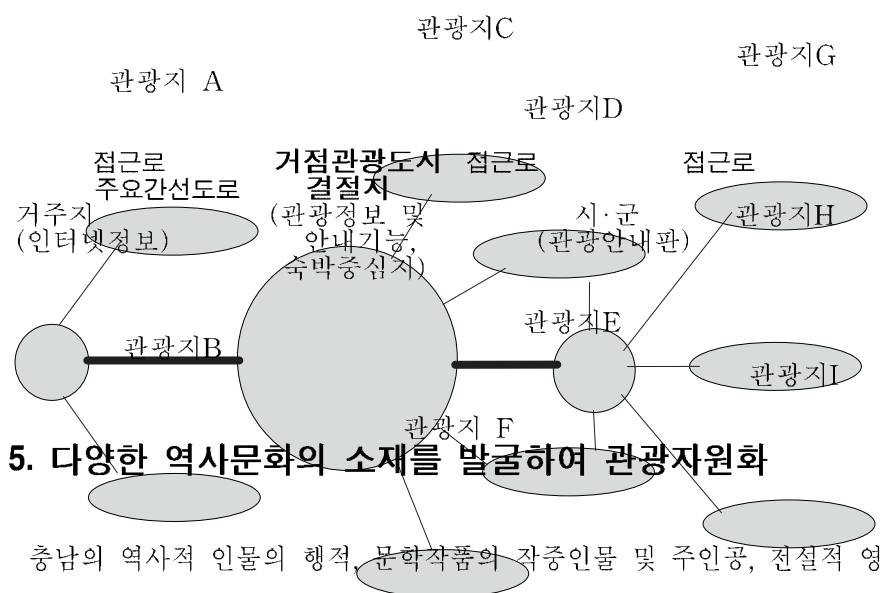 관광지C
관광지G
관광지 A
관광지D
접근로
거점관광도시
접근로
접근로
주요간선도로
결절지
거주지
(관광정보 및
시·군
관광지H
(인터넷정보)
안내기능,
(관광안내판)
숙박중심지)
관광지E
관광지B
관광지I
관광지 F
5. 다양한 역사문화의 소재를 발굴하여 관광자원화
충남의 역사적 인물의 행적, 문학작품의 작중인물 및 주인공, 전설적 영